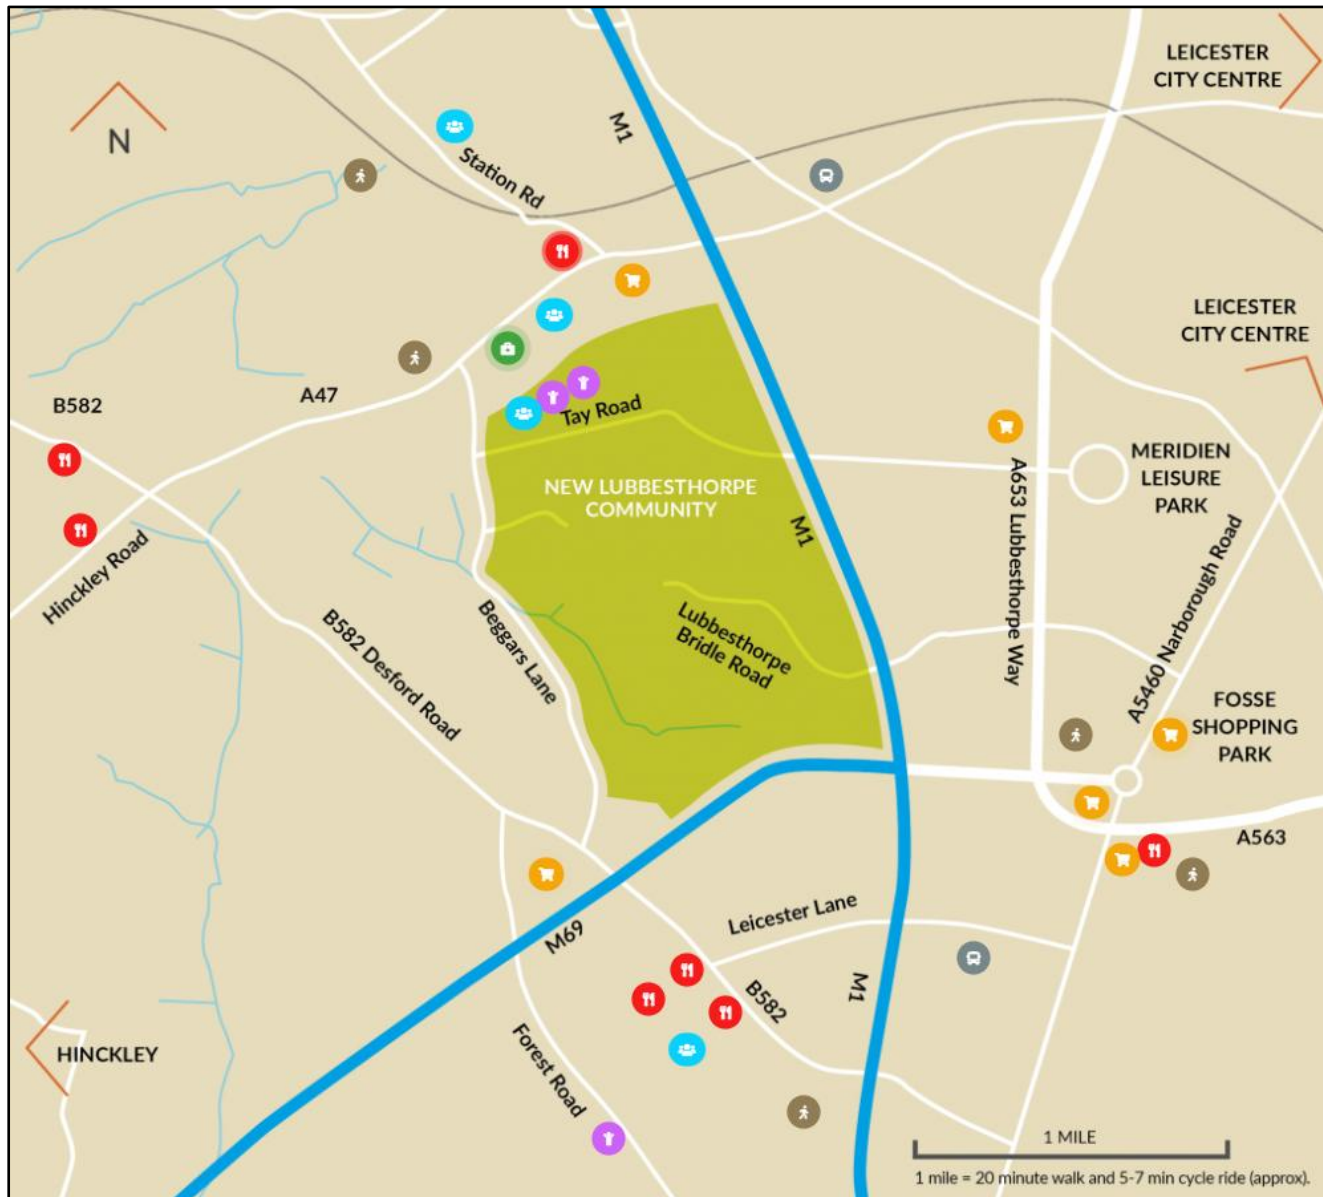 LEICESTER
CITY CENTRE
N
M1
Station Rd
LEICESTER
CITY CENTRE
B582
A47
Tay Road
MERIDIEN
LEISURE
PARK
NEW LUBBESTHORPE
COMMUNITY
M1
A653 Lubbesthorpe Way
A5460 Narborough Road
Hinckley Road
B582 Desford Road
Beggars Lane
Lubbesthorpe
Bridle Road
FOSSE
SHOPPING
PARK
A563
Leicester Lane
M69
B582
M1
HINCKLEY
Forest Road
1 MILE
1 mile = 20 minute walk and 5-7 min cycle ride (approx).